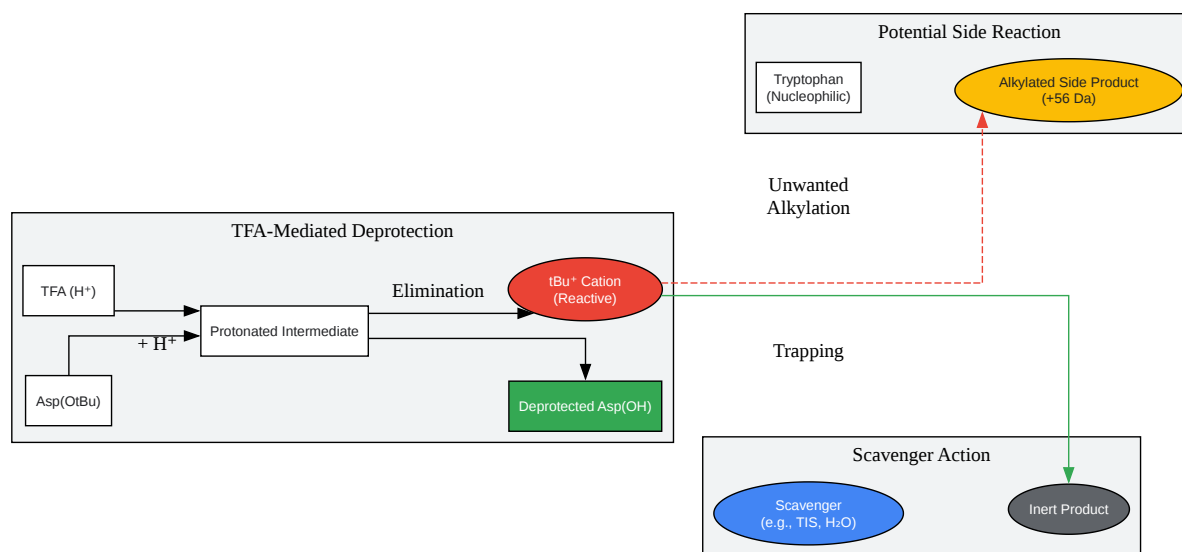 Potential Side Reaction
Tryptophan
(Nucleophilic)
Alkylated Side Product
(+56 Da)
Unwanted
Alkylation
TFA-Mediated Deprotection
TFA (H⁺)
Elimination
tBu⁺ Cation
(Reactive)
Protonated Intermediate
+ H⁺
Asp(OtBu)
Deprotected Asp(OH)
Trapping
Scavenger Action
Scavenger
(e.g., TIS, H₂O)
Inert Product